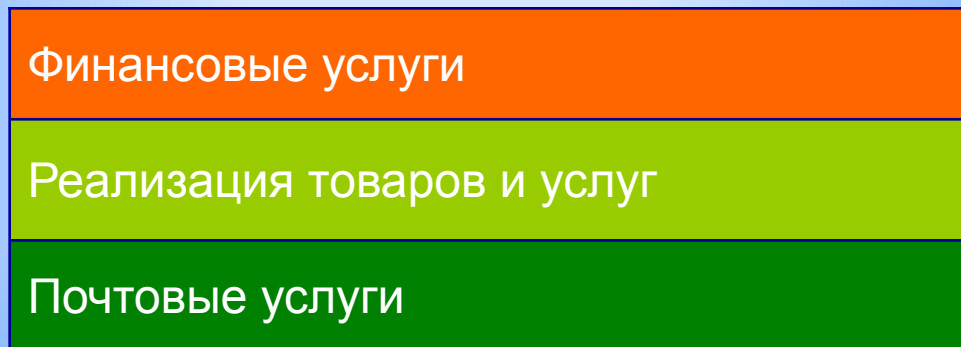 Финансовые услуги
Реализация товаров и услуг
Почтовые услуги